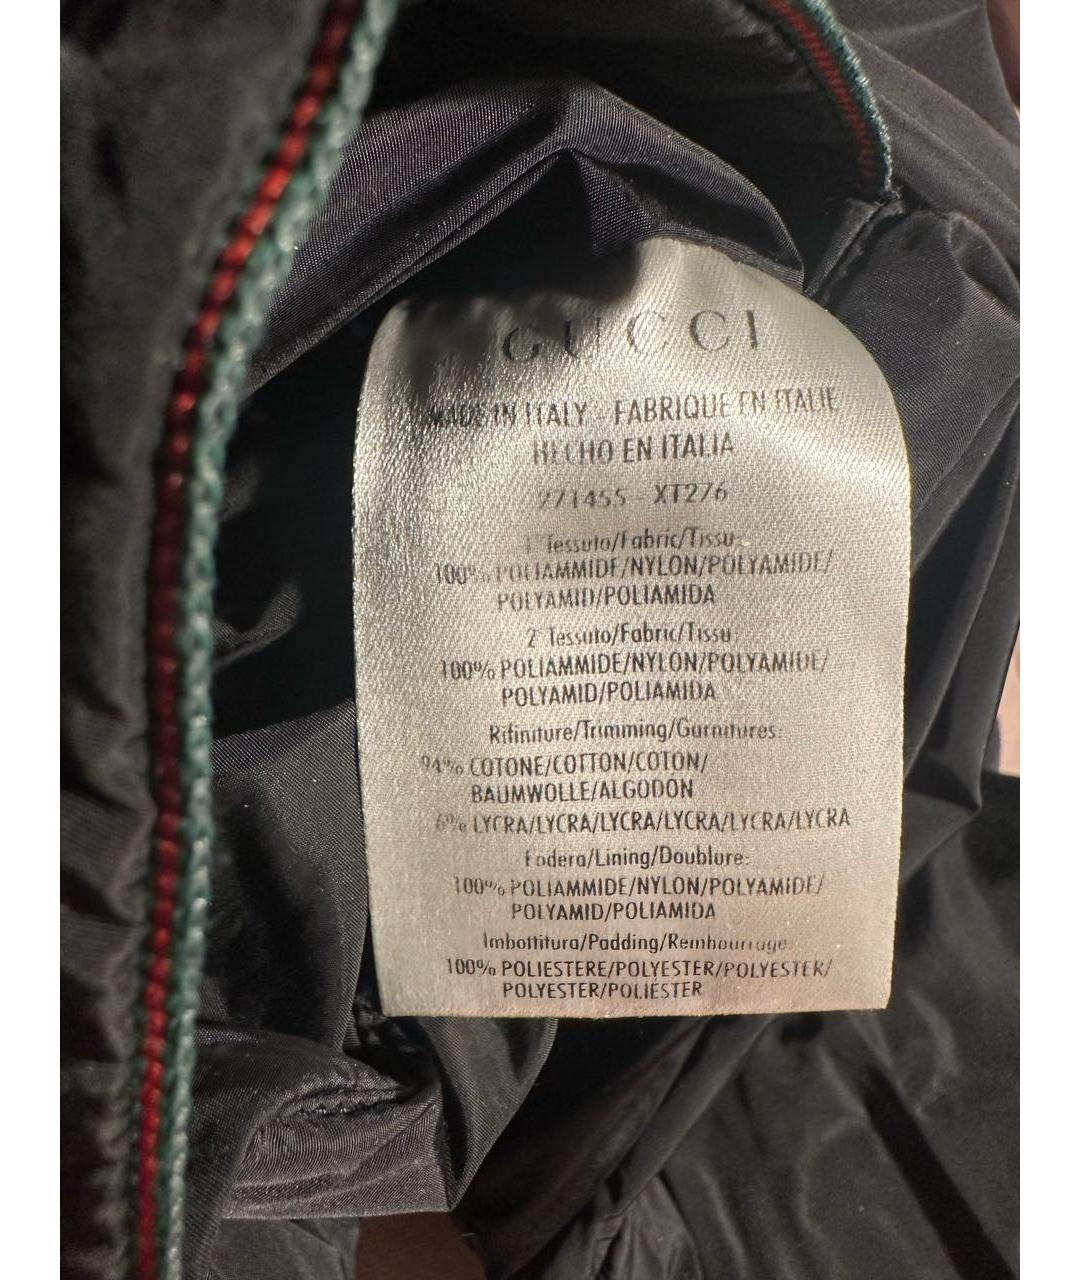 GUCCI
MADE IN ITALY - FABRIQUE EN ITALIE
HECHO EN ITALIA
271455 - XT276
1 Tessuto/Fabric/Tissu:
100% POLIAMMIDE/NYLON/POLYAMIDE/
POLYAMID/POLIAMIDA
2 Tessuto/Fabric/Tissu
100% POLIAMMIDE/NYLON/POLYAMIDE/
POLYAMID/POLIAMIDA
Rifiniture/Trimming/Garnitures:
94% COTONE/COTTON/COTON/
BAUMWOLLE/ALGODON
6% LYCRA/LYCRA/LYCRA/LYCRA/LYCRA/LYCRA
Fodera/Lining/Doublure:
100% POLIAMMIDE/NYLON/POLYAMIDE/
POLYAMID/POLIAMIDA
Imbottitura/Padding/Rembourrage:
100% POLIESTERE/POLYESTER/POLYESTER/
POLYESTER/POLIÉSTER